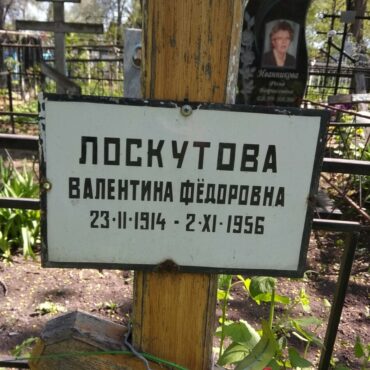 ЛОСКУТОВА
ВАЛЕНТИНА ФЁДОРОВНА
23·II·1914 - 2·XI·1956